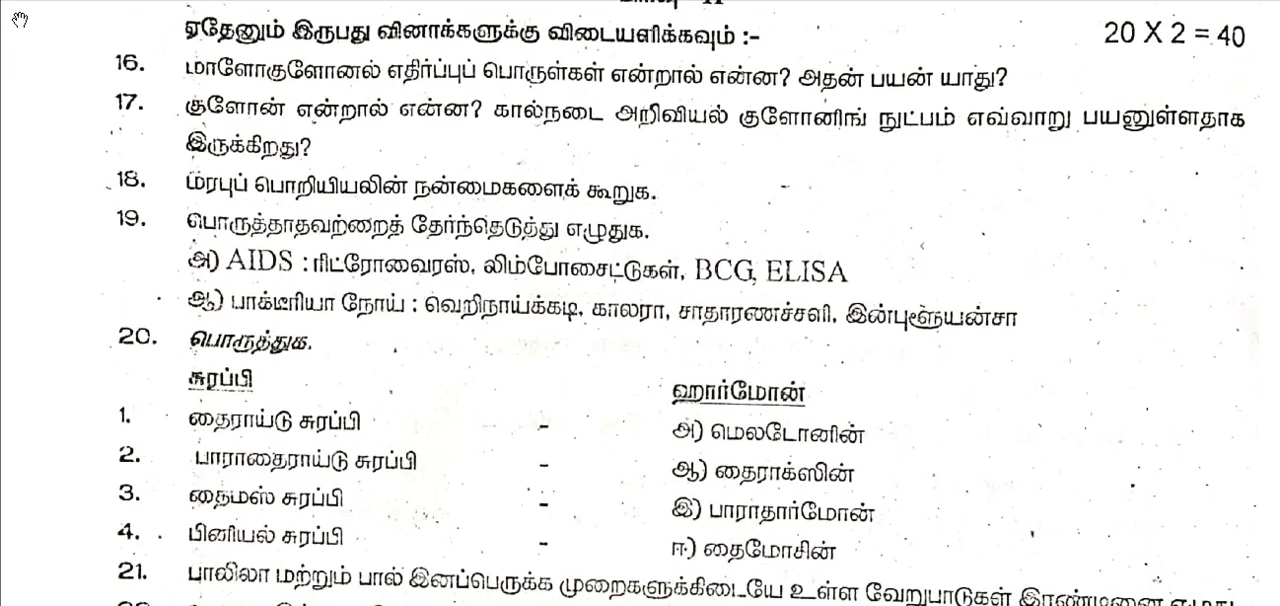 ஏதேனும் இருபது வினாக்களுக்கு விடையளிக்கவும் :- 20 X 2 = 40
16. மாளோகுளோனல் எதிர்ப்புப் பொருள்கள் என்றால் என்ன? அதன் பயன் யாது?
17. குளோன் என்றால் என்ன? கால்நடை அறிவியல் குளோனிங் நுட்பம் எவ்வாறு பயனுள்ளதாக
இருக்கிறது?
18. மரபுப் பொறியியலின் நன்மைகளைக் கூறுக.
19. பொருத்தாதவற்றைத் தேர்ந்தெடுத்து எழுதுக.
அ) AIDS : ரிட்ரோவைரஸ், லிம்போசைட்டுகள், BCG, ELISA
ஆ) பாக்டீரியா நோய் : வெறிநாய்க்கடி, காலரா, சாதாரணச்சளி, இன்புளூயன்சா
20. பொருத்துக.
சுரப்பி ஹார்மோன்
1. தைராய்டு சுரப்பி - அ) மெலடோனின்
2. பாராதைராய்டு சுரப்பி - ஆ) தைராக்ஸின்
3. தைமஸ் சுரப்பி - இ) பாராதார்மோன்
4. பினியல் சுரப்பி - ஈ) தைமோசின்
21. பாலிலா மற்றும் பால் இனப்பெருக்க முறைகளுக்கிடையே உள்ள வேறுபாடுகள்